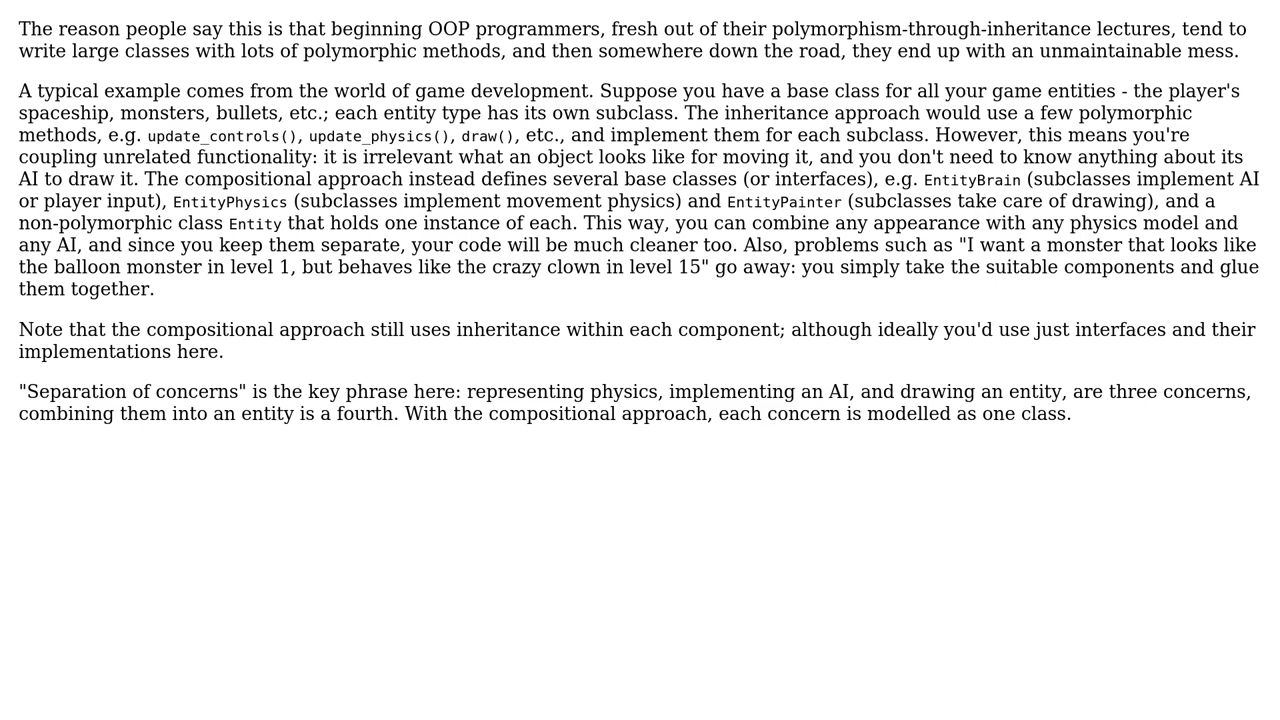 The reason people say this is that beginning OOP programmers, fresh out of their polymorphism-through-inheritance lectures, tend to
write large classes with lots of polymorphic methods, and then somewhere down the road, they end up with an unmaintainable mess.
A typical example comes from the world of game development. Suppose you have a base class for all your game entities - the player's
spaceship, monsters, bullets, etc.; each entity type has its own subclass. The inheritance approach would use a few polymorphic
methods, e.g. update_controls(), update_physics(), draw(), etc., and implement them for each subclass. However, this means you're
coupling unrelated functionality: it is irrelevant what an object looks like for moving it, and you don't need to know anything about its
AI to draw it. The compositional approach instead defines several base classes (or interfaces), e.g. EntityBrain (subclasses implement AI
or player input), EntityPhysics (subclasses implement movement physics) and EntityPainter (subclasses take care of drawing), and a
non-polymorphic class Entity that holds one instance of each. This way, you can combine any appearance with any physics model and
any AI, and since you keep them separate, your code will be much cleaner too. Also, problems such as "I want a monster that looks like
the balloon monster in level 1, but behaves like the crazy clown in level 15" go away: you simply take the suitable components and glue
them together.
Note that the compositional approach still uses inheritance within each component; although ideally you'd use just interfaces and their
implementations here.
"Separation of concerns" is the key phrase here: representing physics, implementing an AI, and drawing an entity, are three concerns,
combining them into an entity is a fourth. With the compositional approach, each concern is modelled as one class.